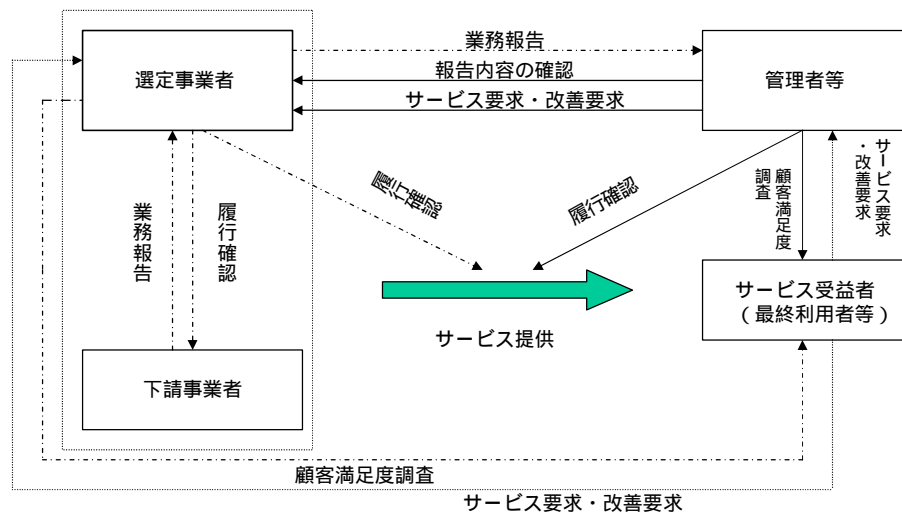 業務報告
選定事業者
報告内容の確認
管理者等
サービス要求・改善要求
履行確認
履行確認
顧客満足度
調査
サービス要求
・改善要求
業務報告
履行確認
サービス受益者
（最終利用者等）
サービス提供
下請事業者
顧客満足度調査
サービス要求・改善要求